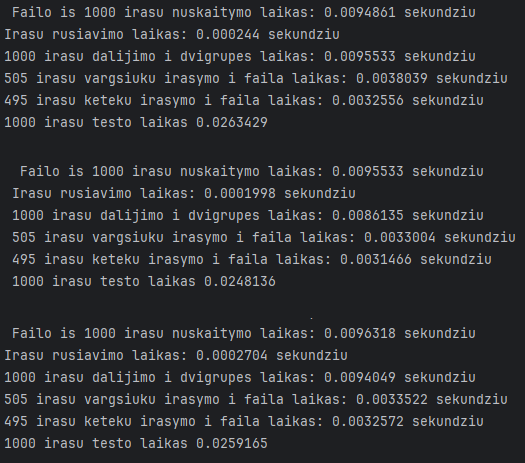 Failo is 1000 irasu nuskaitymo laikas: 0.0094861 sekundziu
Irasu rusiavimo laikas: 0.000244 sekundziu
1000 irasu dalijimo i dvigrupes laikas: 0.0095533 sekundziu
505 irasu vargsiuku irasymo i faila laikas: 0.0038039 sekundziu
495 irasu keteku irasymo i faila laikas: 0.0032556 sekundziu
1000 irasu testo laikas 0.0263429
Failo is 1000 irasu nuskaitymo laikas: 0.0095533 sekundziu
Irasu rusiavimo laikas: 0.0001998 sekundziu
1000 irasu dalijimo i dvigrupes laikas: 0.0086135 sekundziu
505 irasu vargsiuku irasymo i faila laikas: 0.0033004 sekundziu
495 irasu keteku irasymo i faila laikas: 0.0031466 sekundziu
1000 irasu testo laikas 0.0248136
Failo is 1000 irasu nuskaitymo laikas: 0.0096318 sekundziu
Irasu rusiavimo laikas: 0.0002704 sekundziu
1000 irasu dalijimo i dvigrupes laikas: 0.0094049 sekundziu
505 irasu vargsiuku irasymo i faila laikas: 0.0033522 sekundziu
495 irasu keteku irasymo i faila laikas: 0.0032572 sekundziu
1000 irasu testo laikas 0.0259165